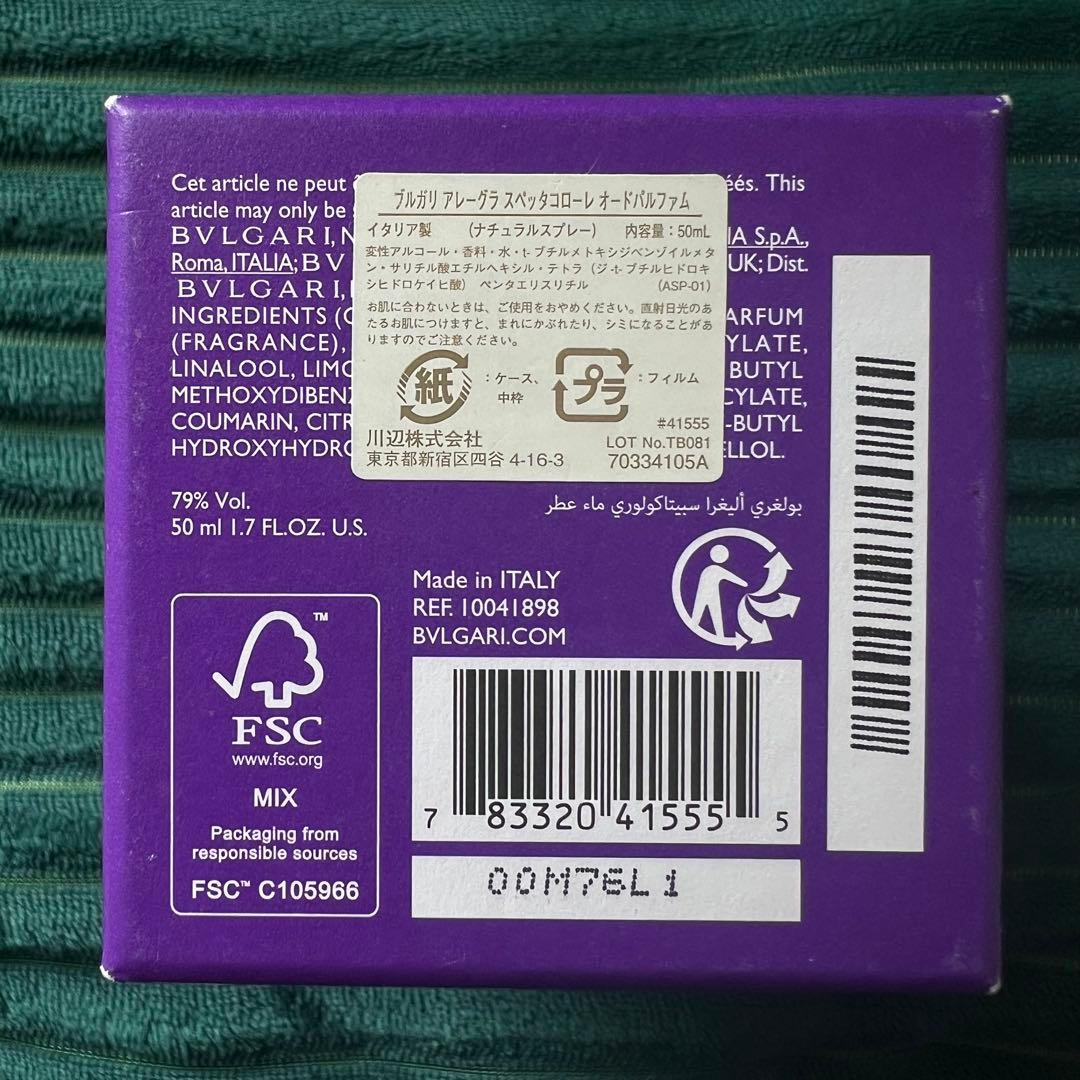 Cet article ne peut
éés. This
article may only be
BVLGARI,
IA S.p.A.,
Roma, ITALIA; BV
UK; Dist.
BVLGARI,
INGREDIENTS (
ARFUM
(FRAGRANCE),
YLATE,
LINALOOL, LIMO
BUTYL
METHOXYDIBEN
CYLATE,
COUMARIN, CITR
-BUTYL
HYDROXYHYDRO
ELLOL.
ブルガリ アレーグラ スペッタコローレ オードパルファム
イタリア製 (ナチュラルスプレー) 内容量:50mL
変性アルコール・香料・水・t-ブチルメトキシジベンゾイルメタ
ン・サリチル酸エチルヘキシル・テトラ(ジ-t-ブチルヒドロキ
シヒドロケイヒ酸) ペンタエリスリチル (ASP-01)
お肌に合わないときは、ご使用をおやめください。直射日光のあ
たるお肌につけますと、まれにかぶれたり、シミになることがあ
りますのでご注意ください。
紙 :ケース、
中枠
プラ :フィルム
#41555
川辺株式会社 LOT No.TB081
東京都新宿区四谷 4-16-3 70334105A
79% Vol.
50 ml 1.7 FL.OZ. U.S.
بولغري أليغرا سبيتاكولوري ماء عطر
Made in ITALY
REF. 10041898
BVLGARI.COM
FSC™
www.fsc.org
MIX
Packaging from
responsible sources
FSC™ C105966
7 83320 41555 5
00M76L1